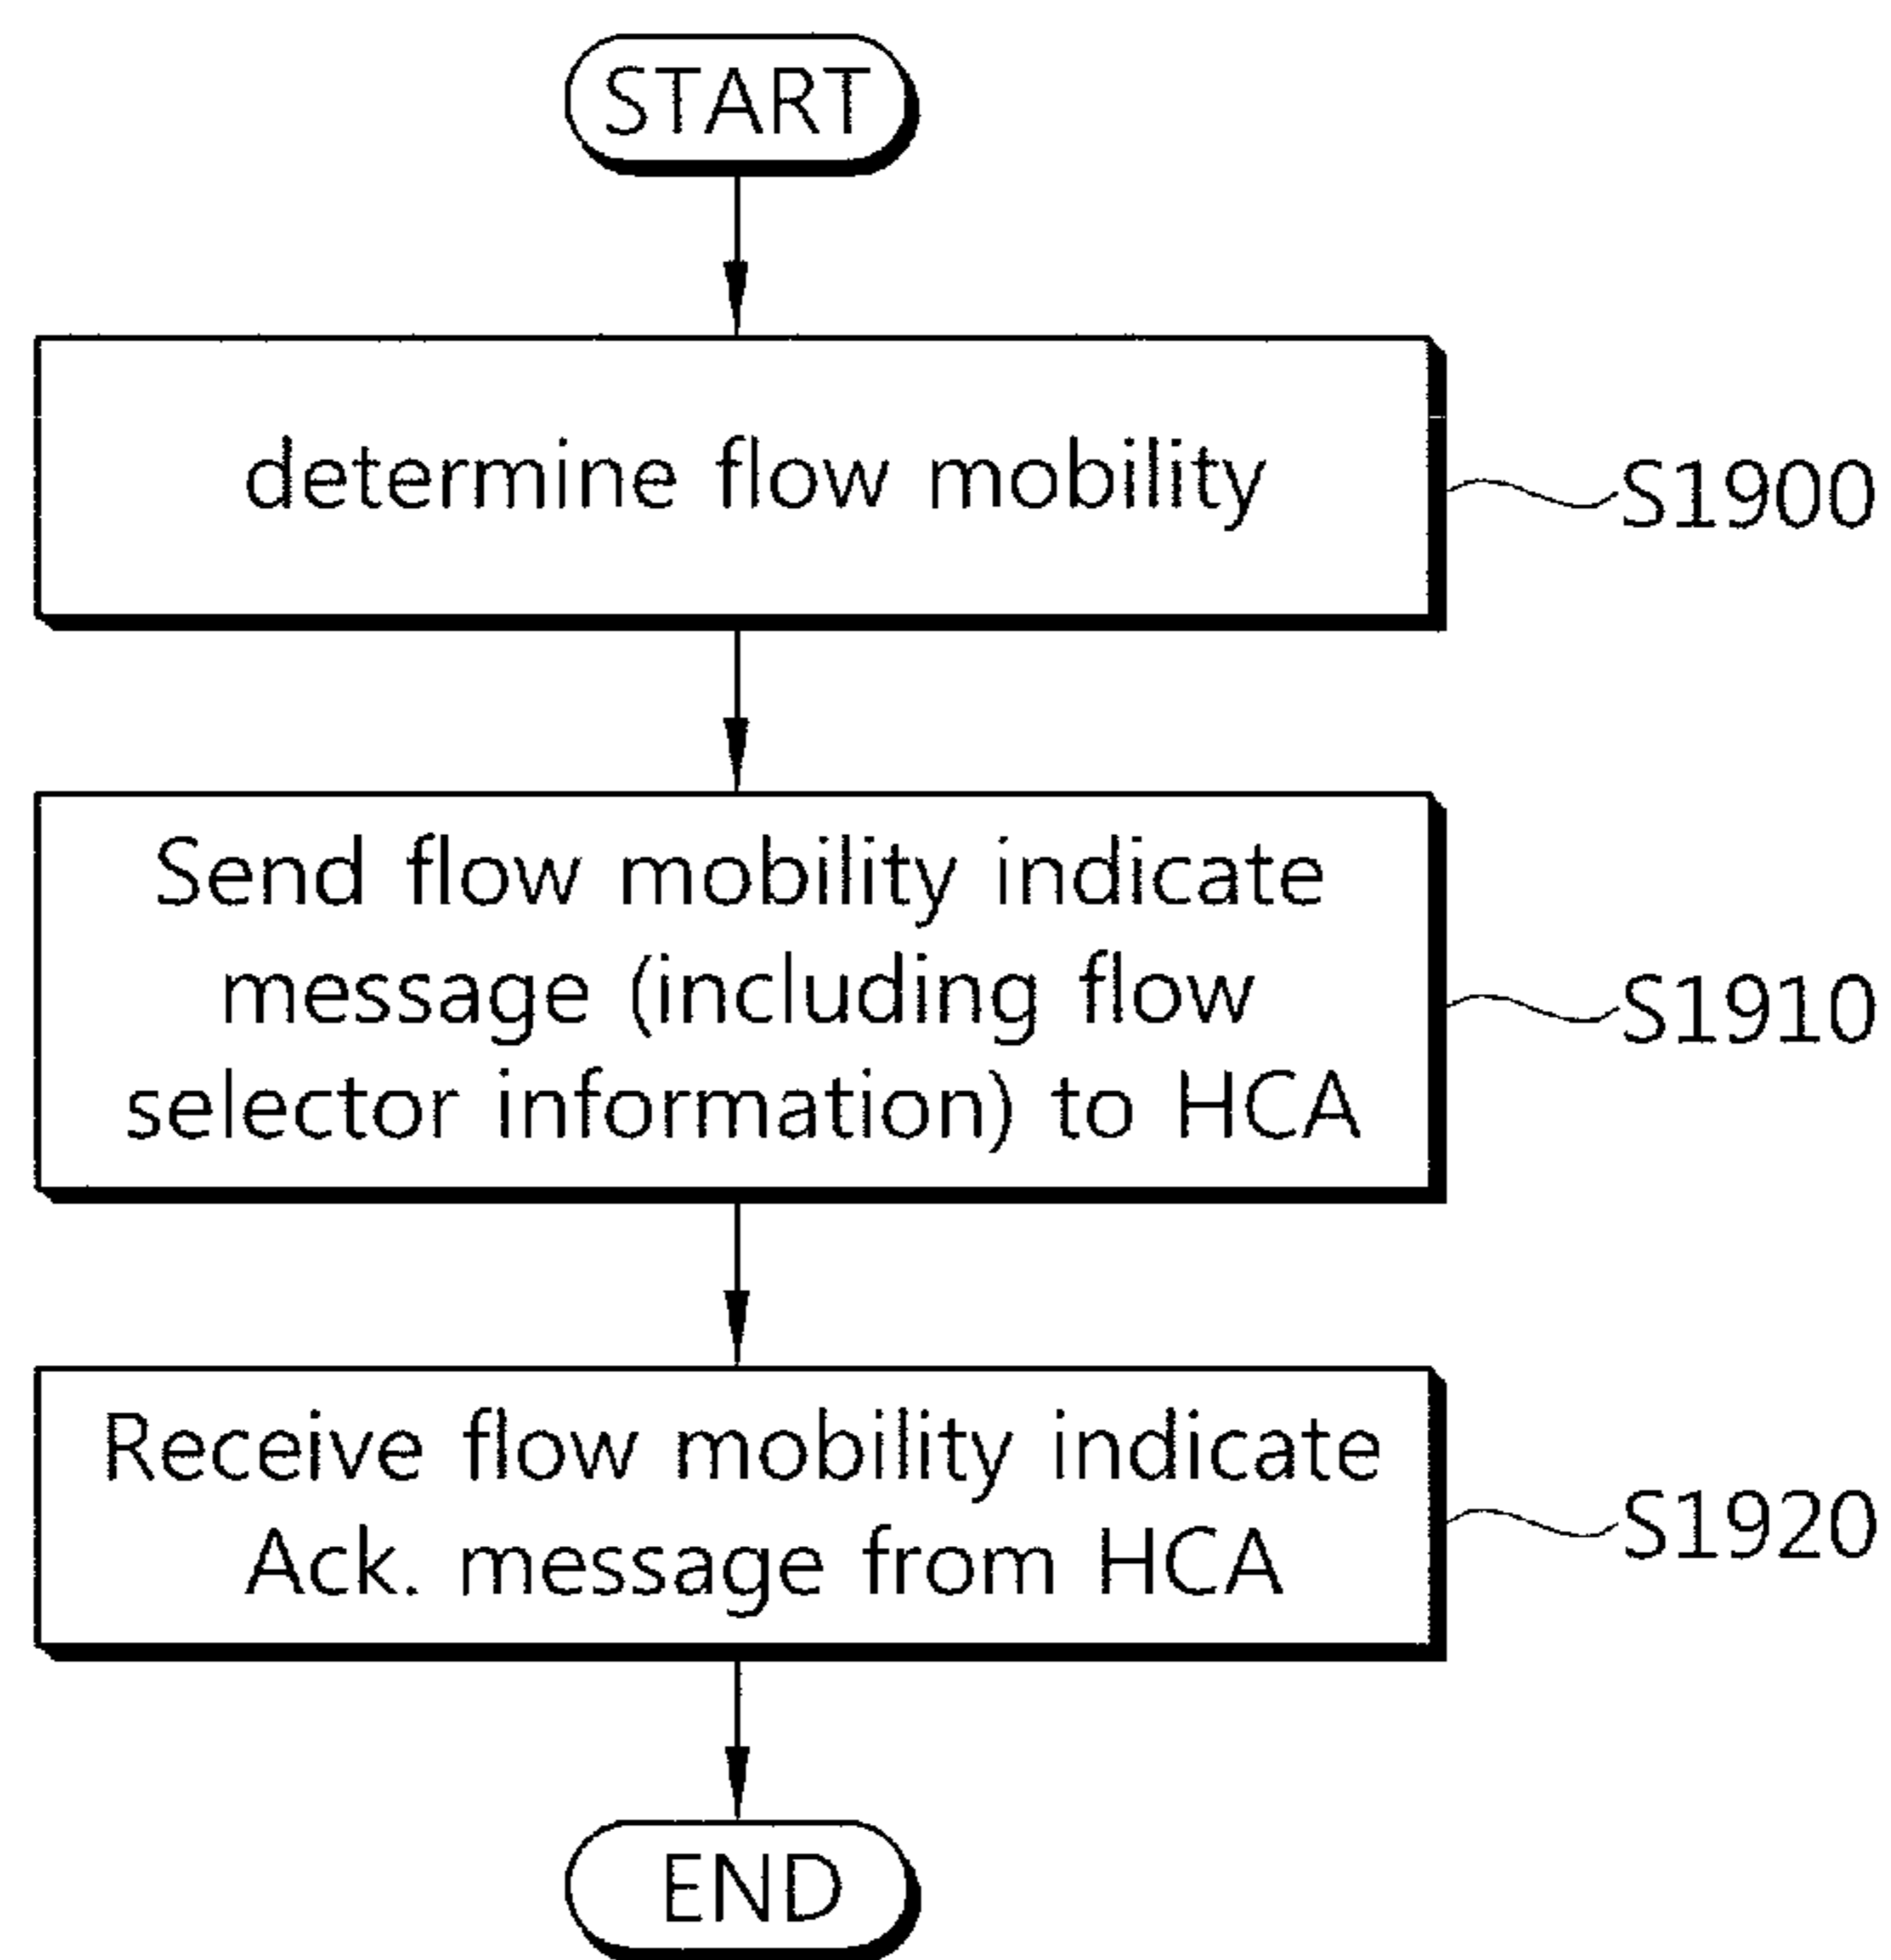 START
determine flow mobility
S1900
Send flow mobility indicate
message (including flow
selector information) to HCA
S1910
Receive flow mobility indicate
Ack. message from HCA
S1920
END